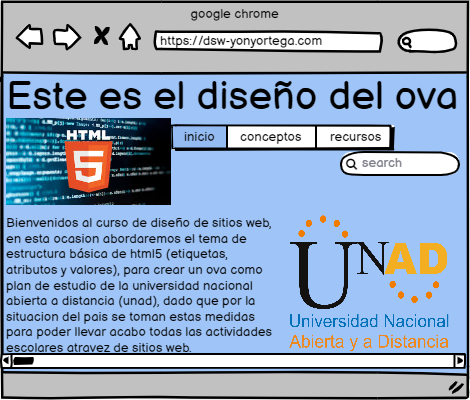 google chrome
https://dsw-yonyortega.com
Este es el diseño del ova
HTML
5
inicio conceptos recursos
search
Bienvenidos al curso de diseño de sitios web,
en esta ocasion abordaremos el tema de
estructura básica de html5 (etiquetas,
atributos y valores), para crear un ova como
plan de estudio de la universidad nacional
abierta a distancia (unad), dado que por la
situacion del pais se toman estas medidas
para poder llevar acabo todas las actividades
escolares atravez de sitios web.
UNAD
Universidad Nacional
Abierta y a Distancia